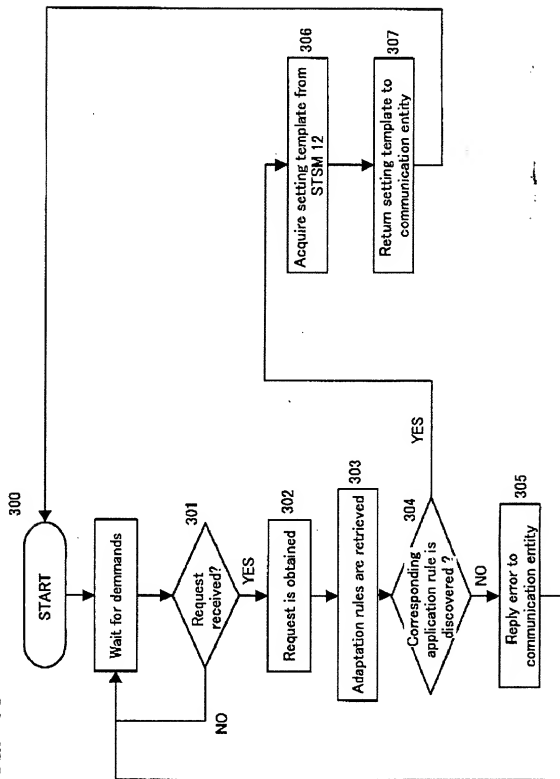 300
START
Wait for demmands
301
Request
received?
NO
YES
302
Request is obtained
303
Adaptation rules are retrieved
304
Corresponding
application rule is
discovered ?
YES
NO
305
Reply error to
communication entity
306
Acquire setting template from
STSM 12
307
Return setting template to
communication entity